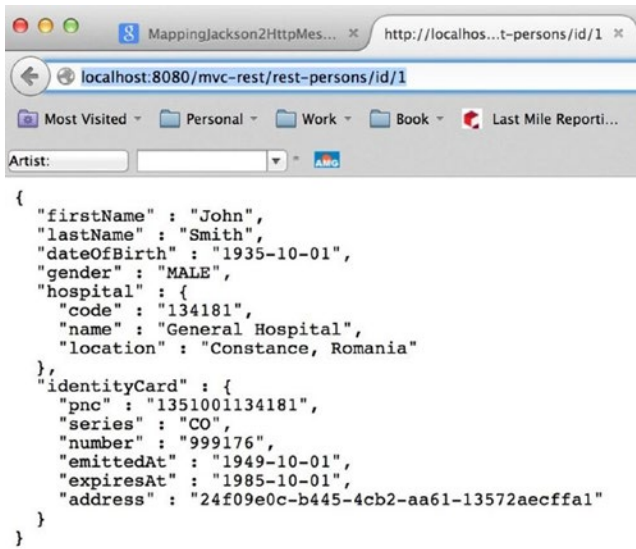 MappingJackson2HttpMes... ×
http://localhos...t-persons/id/1 ×
localhost:8080/mvc-rest/rest-persons/id/1
Most Visited Personal Work Book Last Mile Reporti...
Artist: AMG
{
"firstName" : "John",
"lastName" : "Smith",
"dateOfBirth" : "1935-10-01",
"gender" : "MALE",
"hospital" : {
"code" : "134181",
"name" : "General Hospital",
"location" : "Constance, Romania"
},
"identityCard" : {
"pnc" : "1351001134181",
"series" : "CO",
"number" : "999176",
"emittedAt" : "1949-10-01",
"expiresAt" : "1985-10-01",
"address" : "24f09e0c-b445-4cb2-aa61-13572aecffa1"
}
}